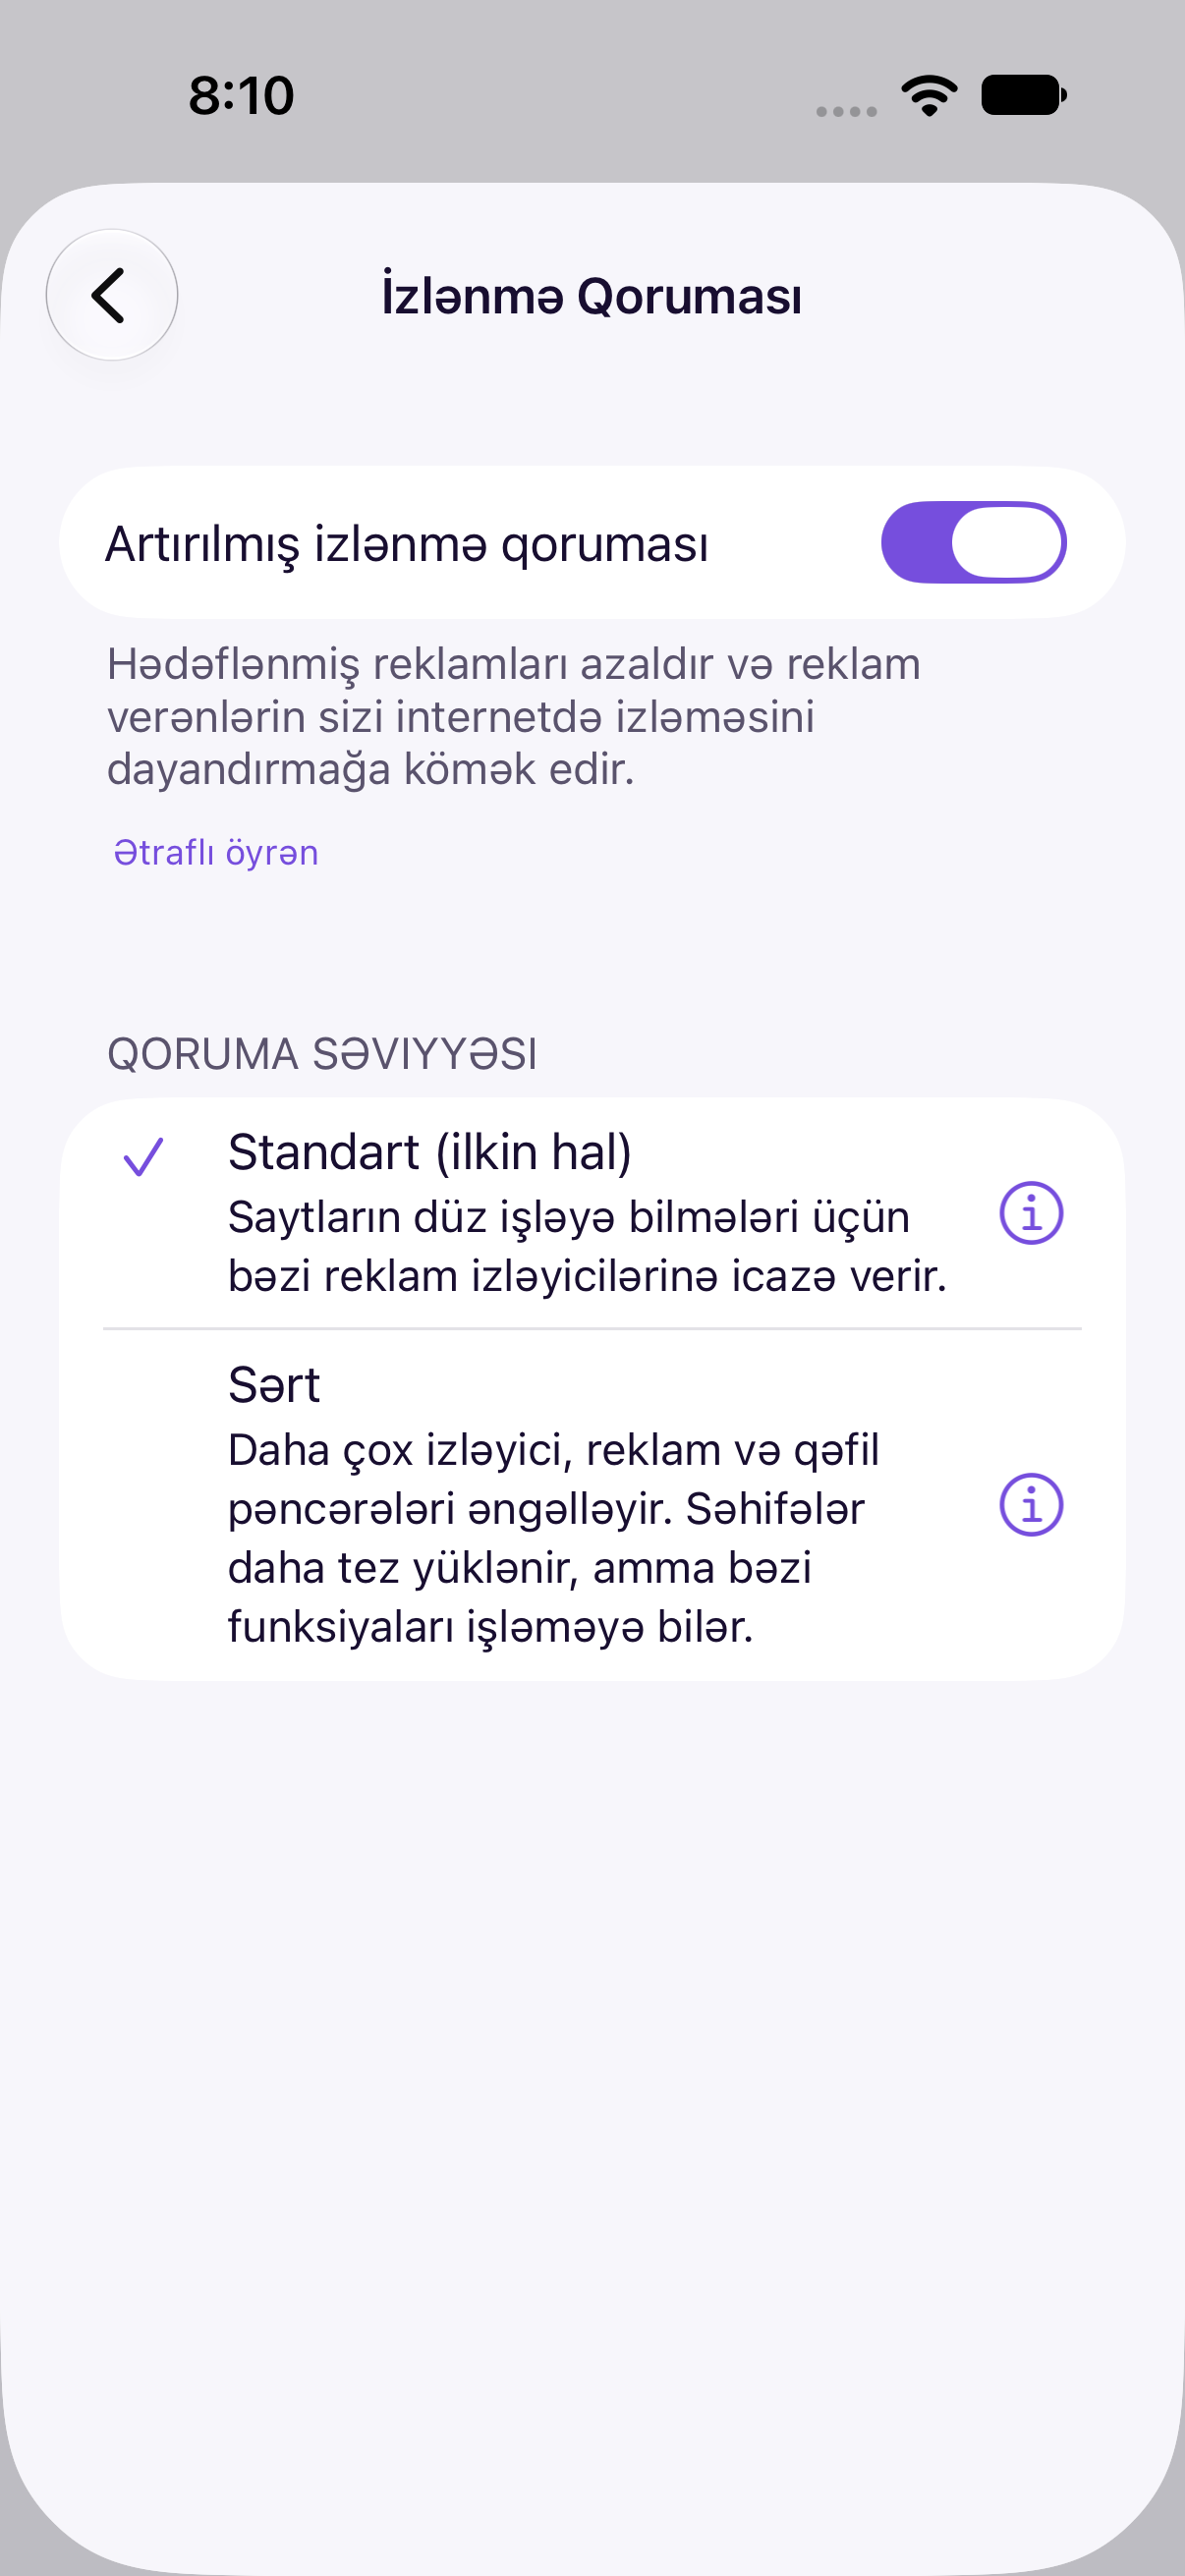 8:10
İzlənmə Qoruması
Artırılmış izlənmə qoruması
Hədəflənmiş reklamları azaldır və reklam
verənlərin sizi internetdə izləməsini
dayandırmağa kömək edir.
Ətraflı öyrən
QORUMA SƏVIYYƏSI
Standart (ilkin hal)
Saytların düz işləyə bilmələri üçün
bəzi reklam izləyicilərinə icazə verir.
Sərt
Daha çox izləyici, reklam və qəfil
pəncərələri əngəlləyir. Səhifələr
daha tez yüklənir, amma bəzi
funksiyaları işləməyə bilər.